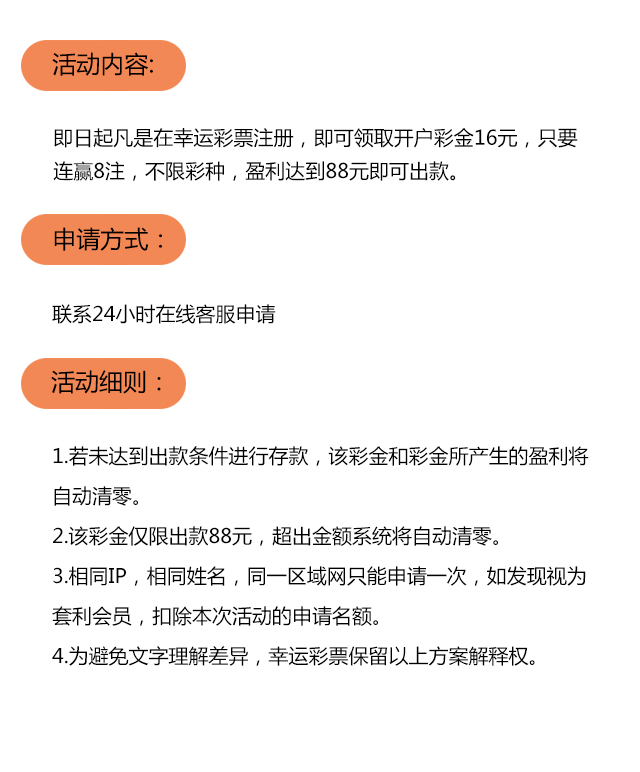 活动内容:
即日起凡是在幸运彩票注册，即可领取开户彩金16元，只要
连赢8注，不限彩种，盈利达到88元即可出款。
申请方式：
联系24小时在线客服申请
活动细则：
1.若未达到出款条件进行存款，该彩金和彩金所产生的盈利将
自动清零。
2.该彩金仅限出款88元，超出金额系统将自动清零。
3.相同IP，相同姓名，同一区域网只能申请一次，如发现视为
套利会员，扣除本次活动的申请名额。
4.为避免文字理解差异，幸运彩票保留以上方案解释权。